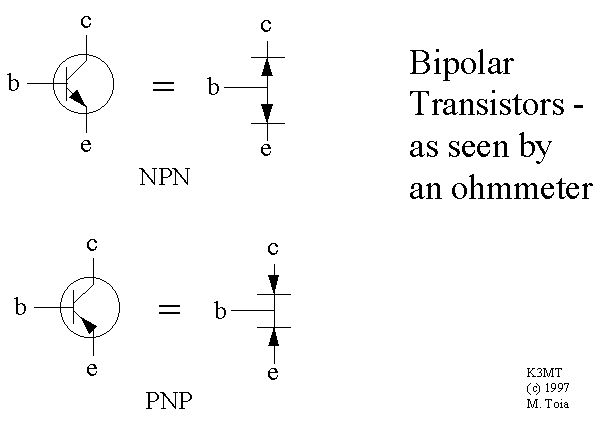 c
b
e
=
c
b
e
NPN
Bipolar
Transistors -
as seen by
an ohmmeter
c
b
e
=
c
b
e
PNP
K3MT
(c) 1997
M. Toia